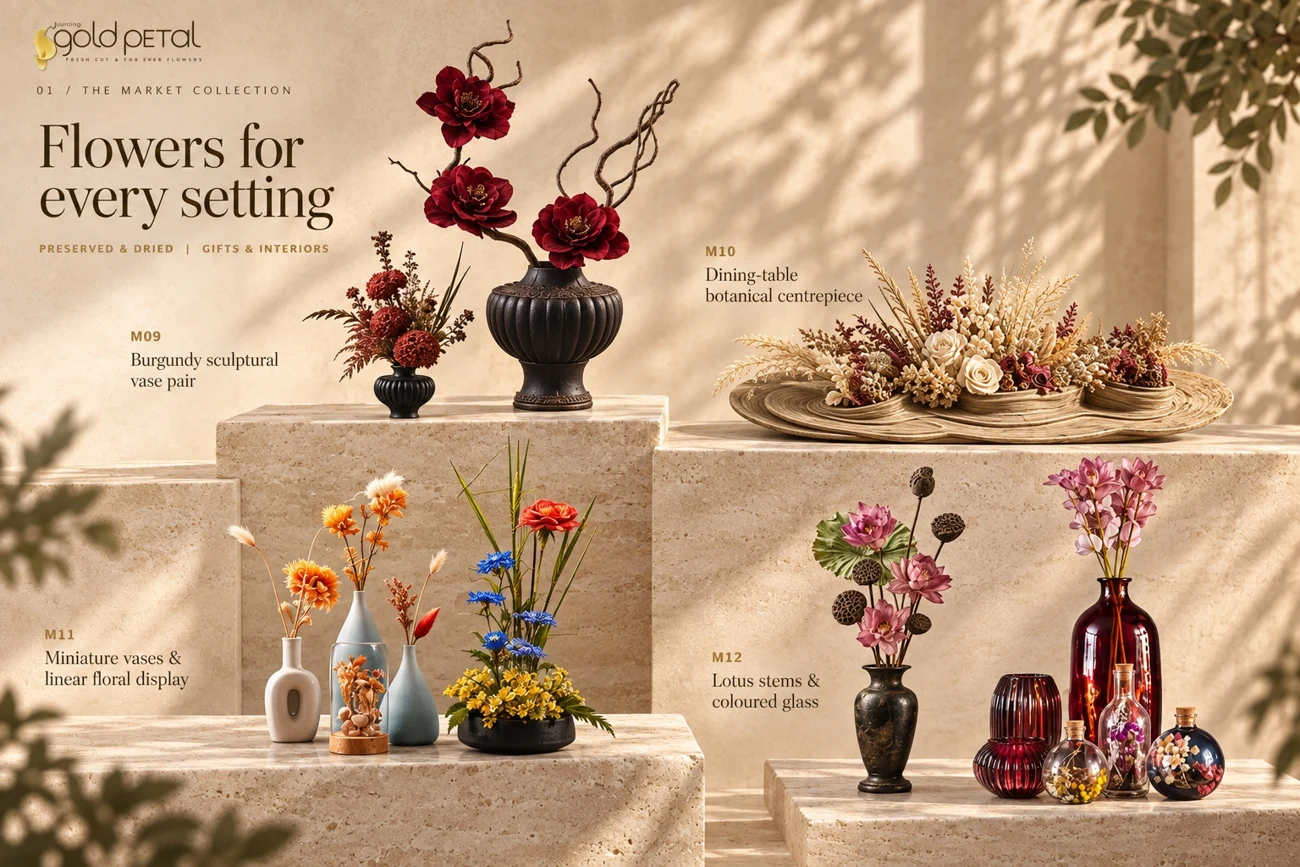 Journing
gold PETAL
FRESH CUT & FOR EVER FLOWERS
01 / THE MARKET COLLECTION
Flowers for
every setting
PRESERVED & DRIED | GIFTS & INTERIORS
M09
Burgundy sculptural
vase pair
M10
Dining-table
botanical centrepiece
M11
Miniature vases &
linear floral display
M12
Lotus stems &
coloured glass